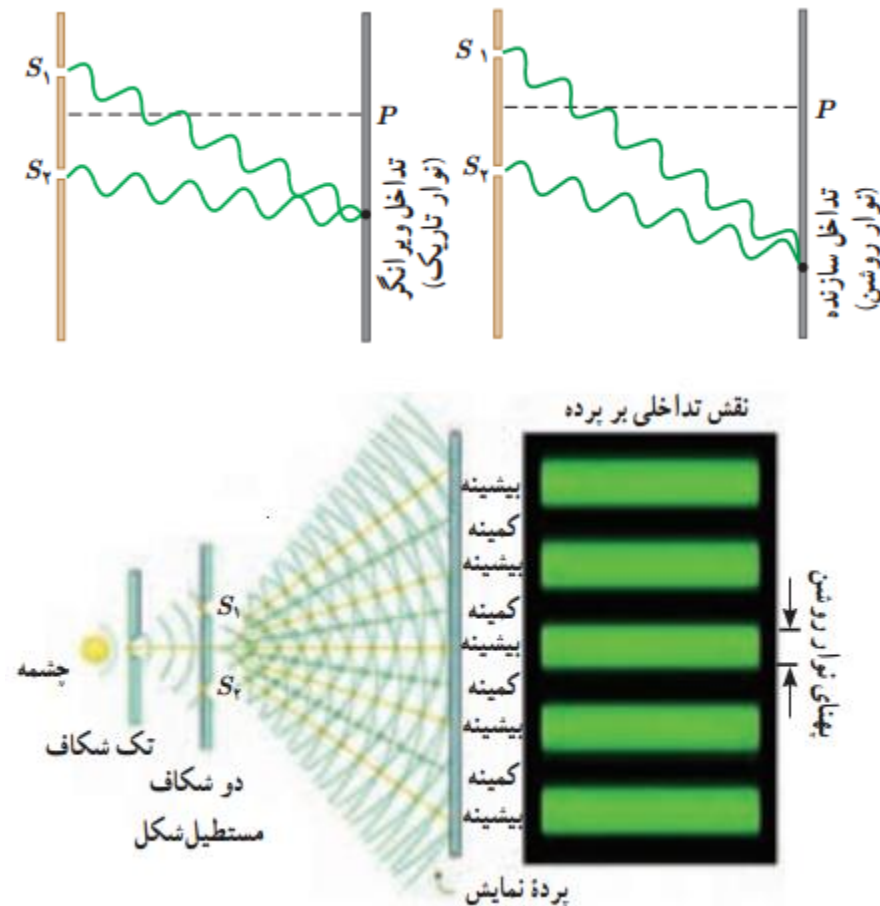 S۱
S۲
P
تداخل ویرانگر
(نوار تاریک)
S۱
S۲
P
تداخل سازنده
(نوار روشن)
نقش تداخلی بر پرده
بیشینه
کمینه
بیشینه
کمینه
بیشینه
کمینه
بیشینه
کمینه
بیشینه
پهنای نوار روشن
S۱
S۲
چشمه
تک شکاف
دو شکاف
مستطیل‌شکل
پردهٔ نمایش